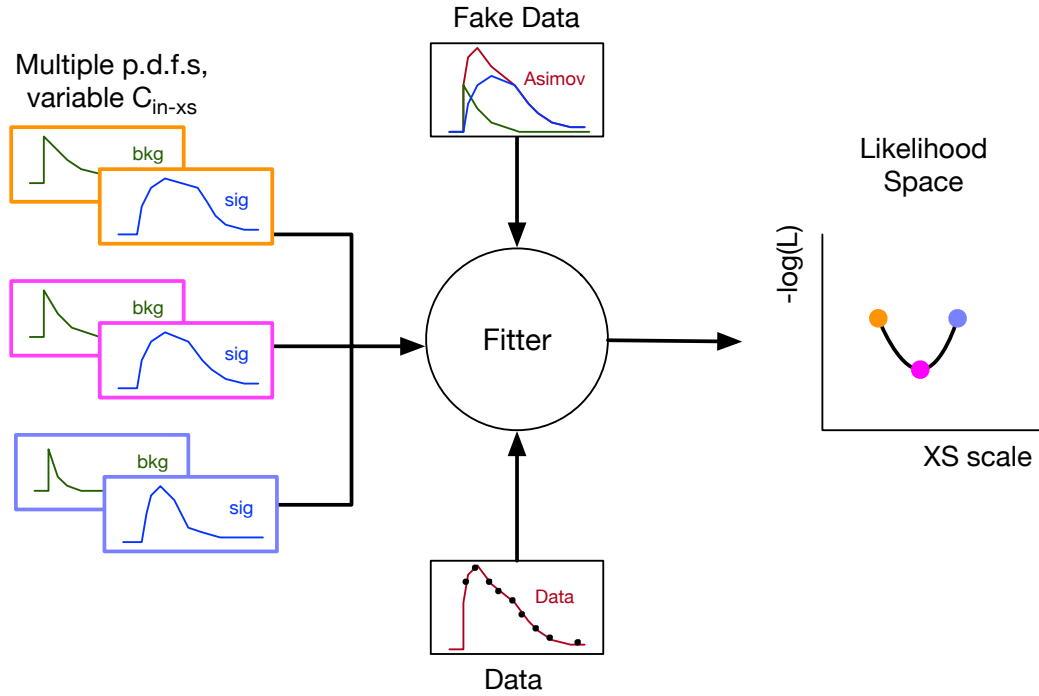 Fake Data
Asimov
Multiple p.d.f.s,
variable C_in-xs
bkg
sig
bkg
sig
bkg
sig
Fitter
Data
Data
Likelihood
Space
-log(L)
XS scale